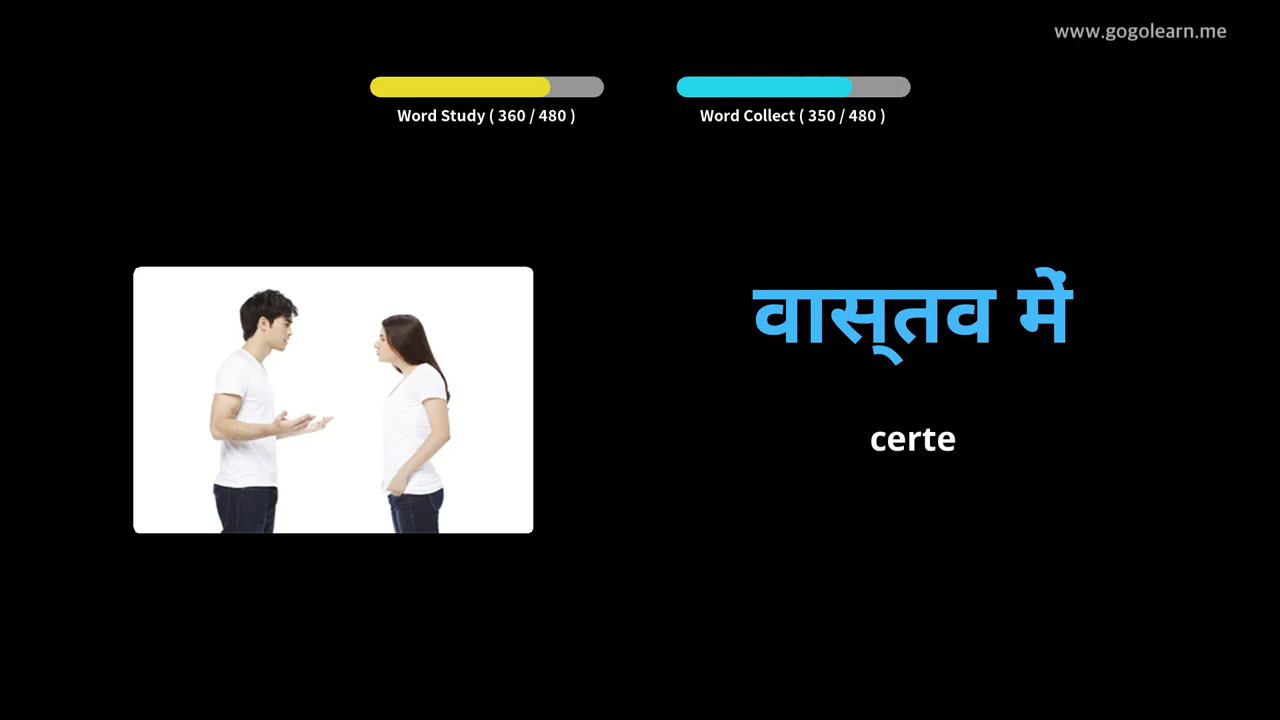 www.gogolearn.me
Word Study ( 360 / 480 )
Word Collect ( 350 / 480 )
वास्तव में
certe